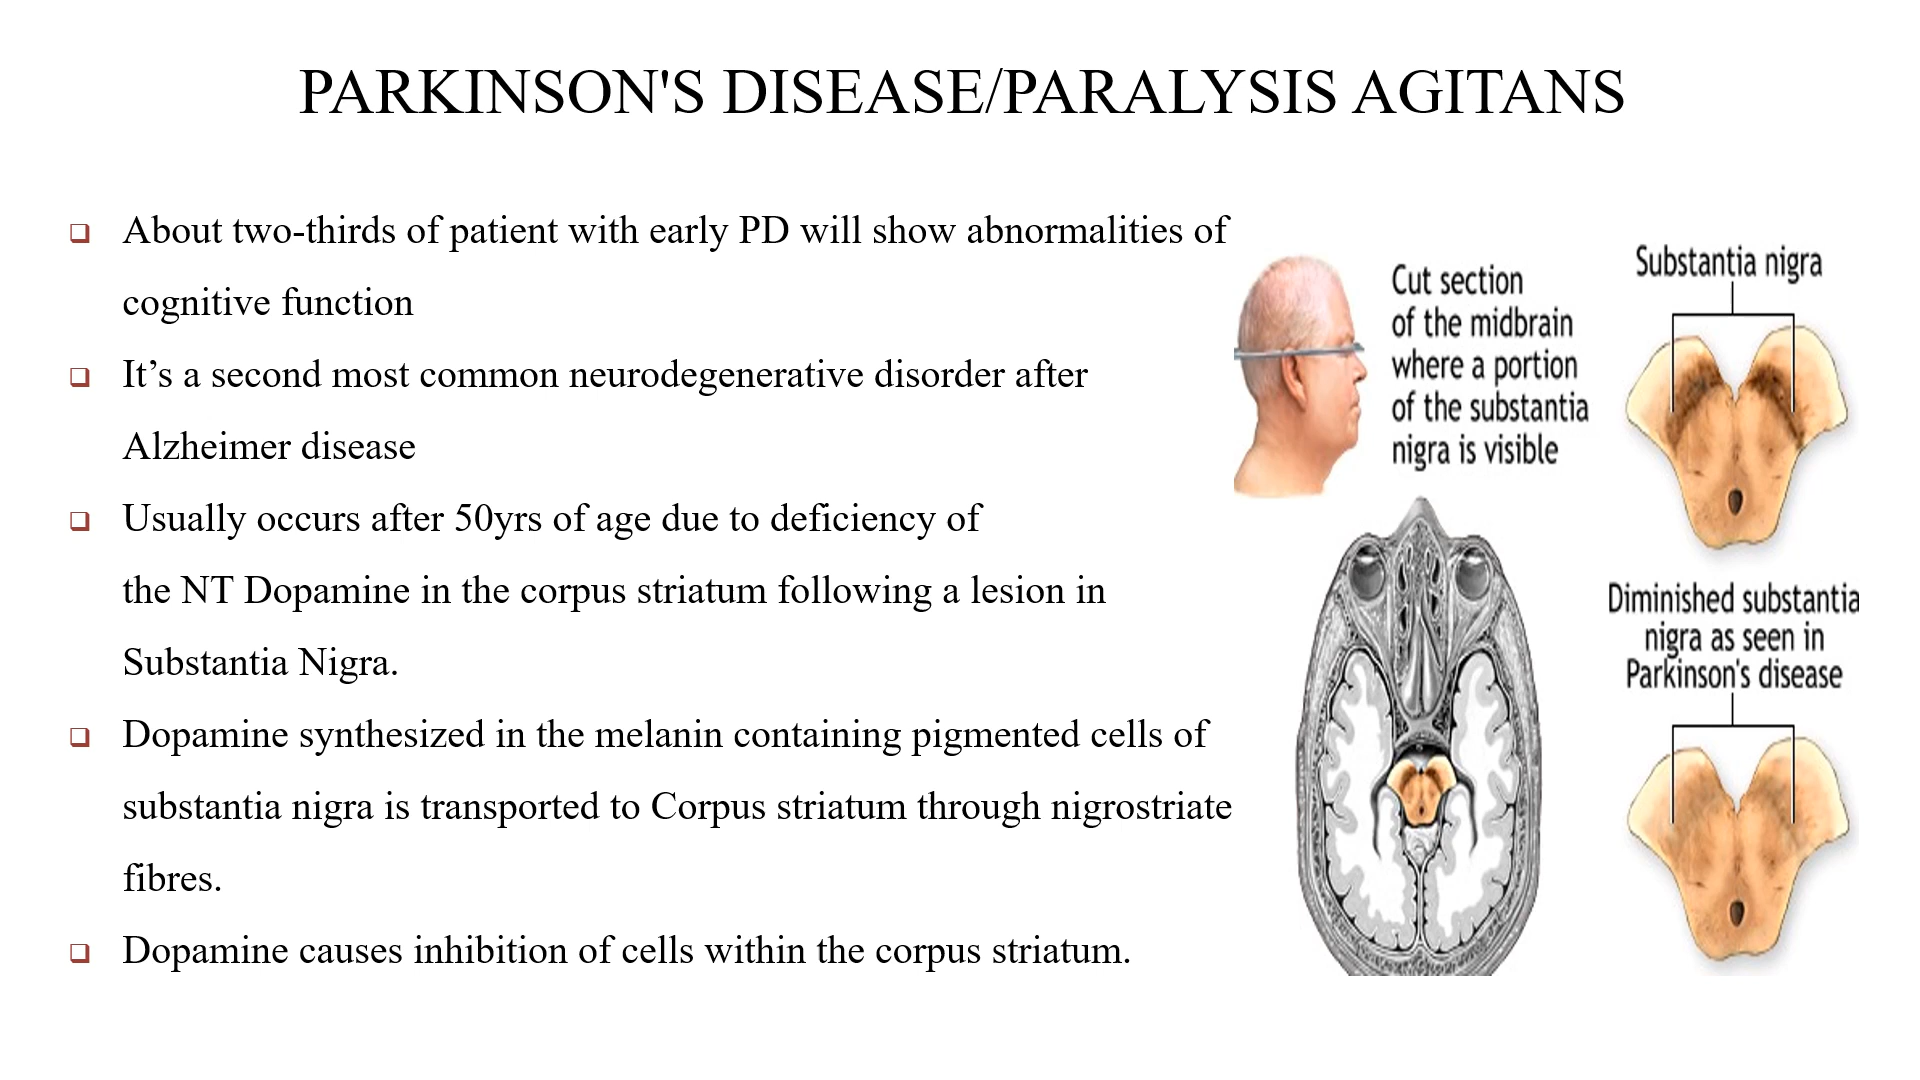 PARKINSON'S DISEASE/PARALYSIS AGITANS
❑ About two-thirds of patient with early PD will show abnormalities of
cognitive function
❑ It’s a second most common neurodegenerative disorder after
Alzheimer disease
❑ Usually occurs after 50yrs of age due to deficiency of
the NT Dopamine in the corpus striatum following a lesion in
Substantia Nigra.
❑ Dopamine synthesized in the melanin containing pigmented cells of
substantia nigra is transported to Corpus striatum through nigrostriate
fibres.
❑ Dopamine causes inhibition of cells within the corpus striatum.
Cut section
of the midbrain
where a portion
of the substantia
nigra is visible
Substantia nigra
Diminished substantia
nigra as seen in
Parkinson's disease